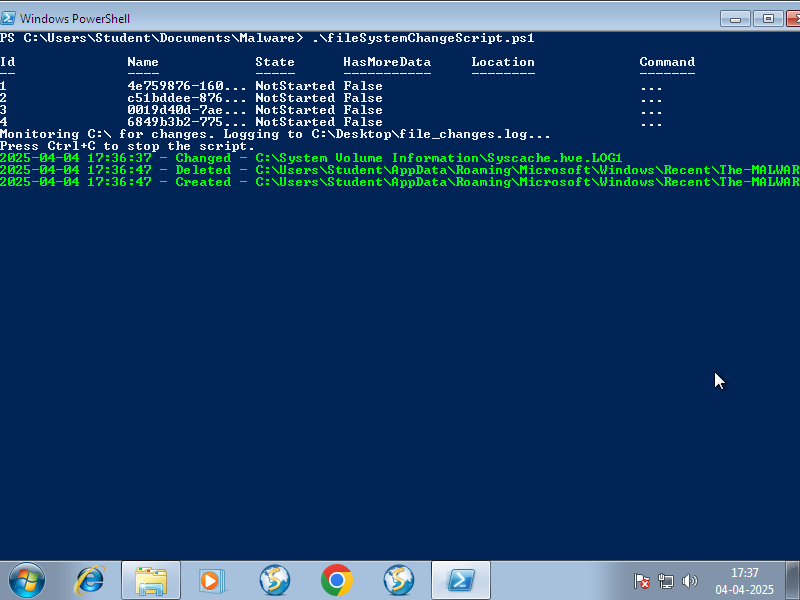 Windows PowerShell
PS C:\Users\Student\Documents\Malware> .\fileSystemChangeScript.ps1
Id Name State HasMoreData Location Command
-- ---- ----- ----------- -------- -------
1 4e759876-160... NotStarted False ...
2 c51bddee-876... NotStarted False ...
3 0019d40d-7ae... NotStarted False ...
4 6849b3b2-775... NotStarted False ...
Monitoring C:\ for changes. Logging to C:\Desktop\file_changes.log...
Press Ctrl+C to stop the script.
2025-04-04 17:36:37 - Changed - C:\System Volume Information\Syscache.hve.LOG1
2025-04-04 17:36:47 - Deleted - C:\Users\Student\AppData\Roaming\Microsoft\Windows\Recent\The-MALWAR
2025-04-04 17:36:47 - Created - C:\Users\Student\AppData\Roaming\Microsoft\Windows\Recent\The-MALWAR
17:37
04-04-2025